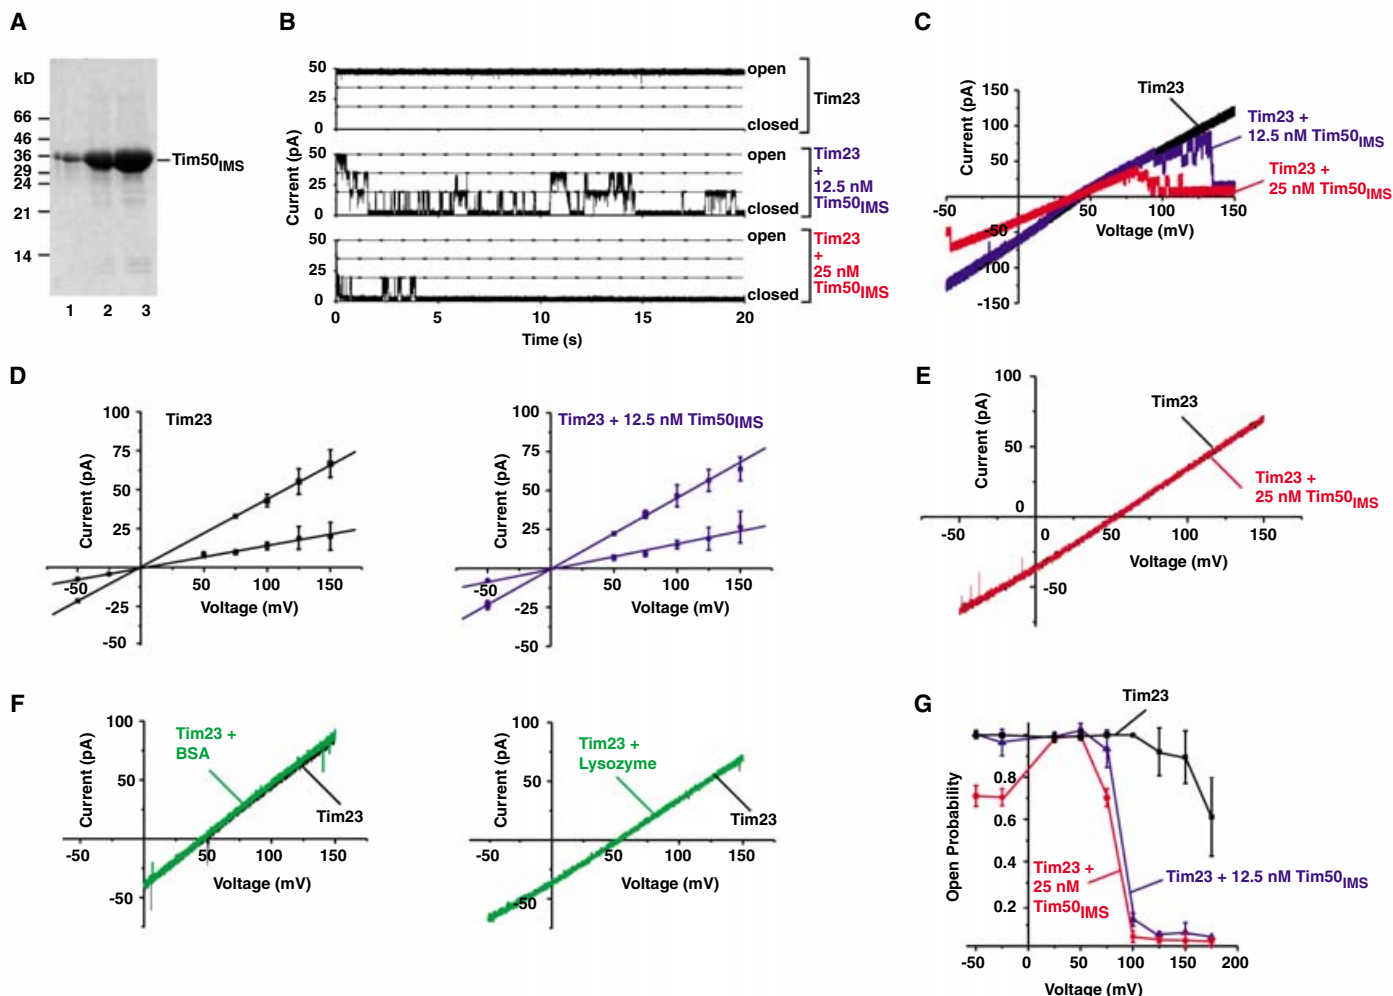 A
kD
66
46
36
29
24
21
14
Tim50IMS
1 2 3
B
Current (pA)
50
25
0
open
closed
Tim23
50
25
0
open
closed
Tim23
+
12.5 nM
Tim50IMS
50
25
0
open
closed
Tim23
+
25 nM
Tim50IMS
0 5 10 15 20
Time (s)
C
Current (pA)
150
100
50
-50
-100
-150
-50 50 100 150
Voltage (mV)
Tim23
Tim23 +
12.5 nM Tim50IMS
Tim23 +
25 nM Tim50IMS
D
Tim23
Current (pA)
100
75
50
25
-25
-50
-50 50 100 150
Voltage (mV)
Tim23 + 12.5 nM Tim50IMS
Current (pA)
100
75
50
25
-25
-50
-50 50 100 150
Voltage (mV)
E
Current (pA)
100
50
0
-50
-50 0 50 100 150
Voltage (mV)
Tim23
Tim23 +
25 nM Tim50IMS
F
Current (pA)
100
50
-50
-50 50 100 150
Voltage (mV)
Tim23 +
BSA
Tim23
Current (pA)
100
50
-50
-50 50 100 150
Voltage (mV)
Tim23 +
Lysozyme
Tim23
G
Open Probability
0.8
0.6
0.4
0.2
-50 0 50 100 150 200
Voltage (mV)
Tim23
Tim23 +
25 nM
Tim50IMS
Tim23 + 12.5 nM Tim50IMS